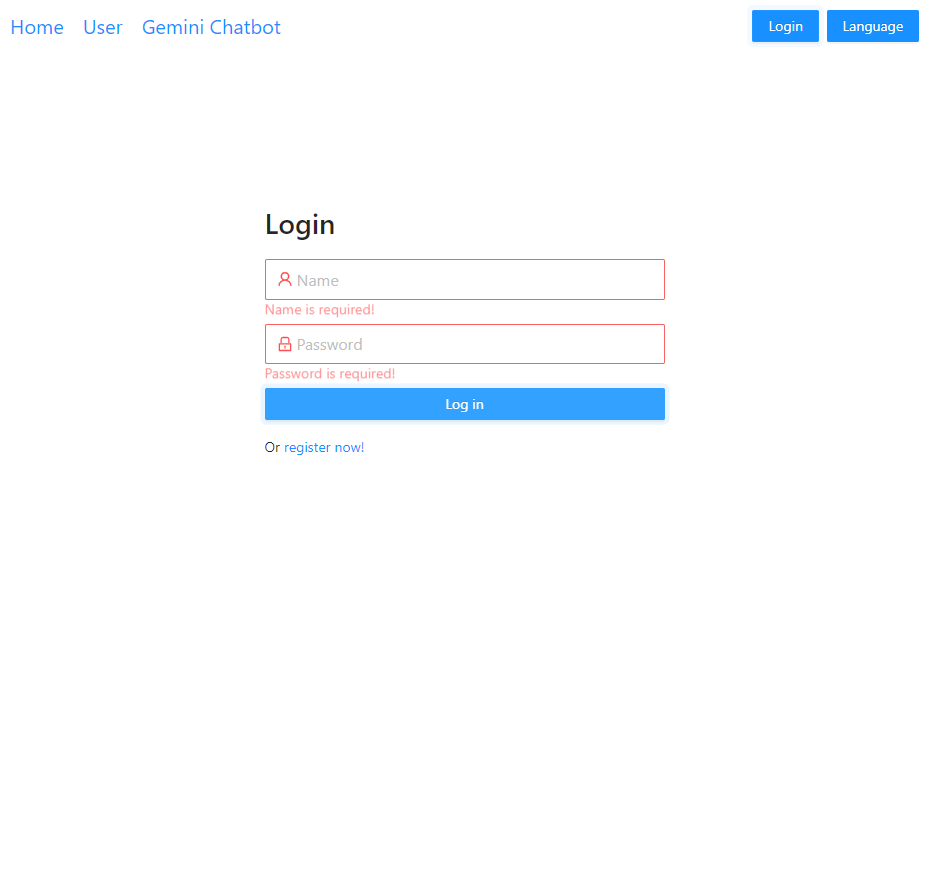 Home User Gemini Chatbot Login Language
Login
Name
Name is required!
Password
Password is required!
Log in
Or register now!